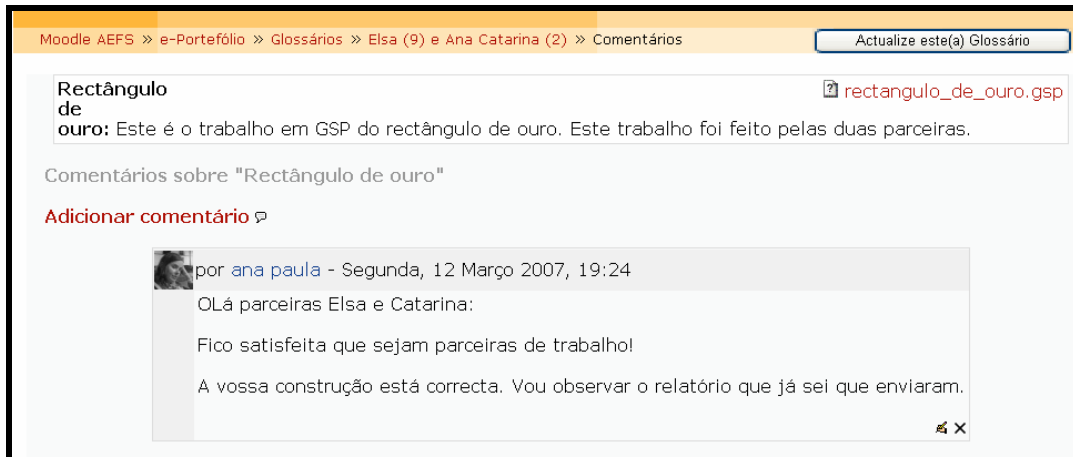 Moodle AEFS » e-Portefólio » Glossários » Elsa (9) e Ana Catarina (2) » Comentários
Actualize este(a) Glossário
Rectângulo
de
ouro: Este é o trabalho em GSP do rectângulo de ouro. Este trabalho foi feito pelas duas parceiras.
rectangulo_de_ouro.gsp
Comentários sobre "Rectângulo de ouro"
Adicionar comentário
por ana paula - Segunda, 12 Março 2007, 19:24
OLá parceiras Elsa e Catarina:
Fico satisfeita que sejam parceiras de trabalho!
A vossa construção está correcta. Vou observar o relatório que já sei que enviaram.